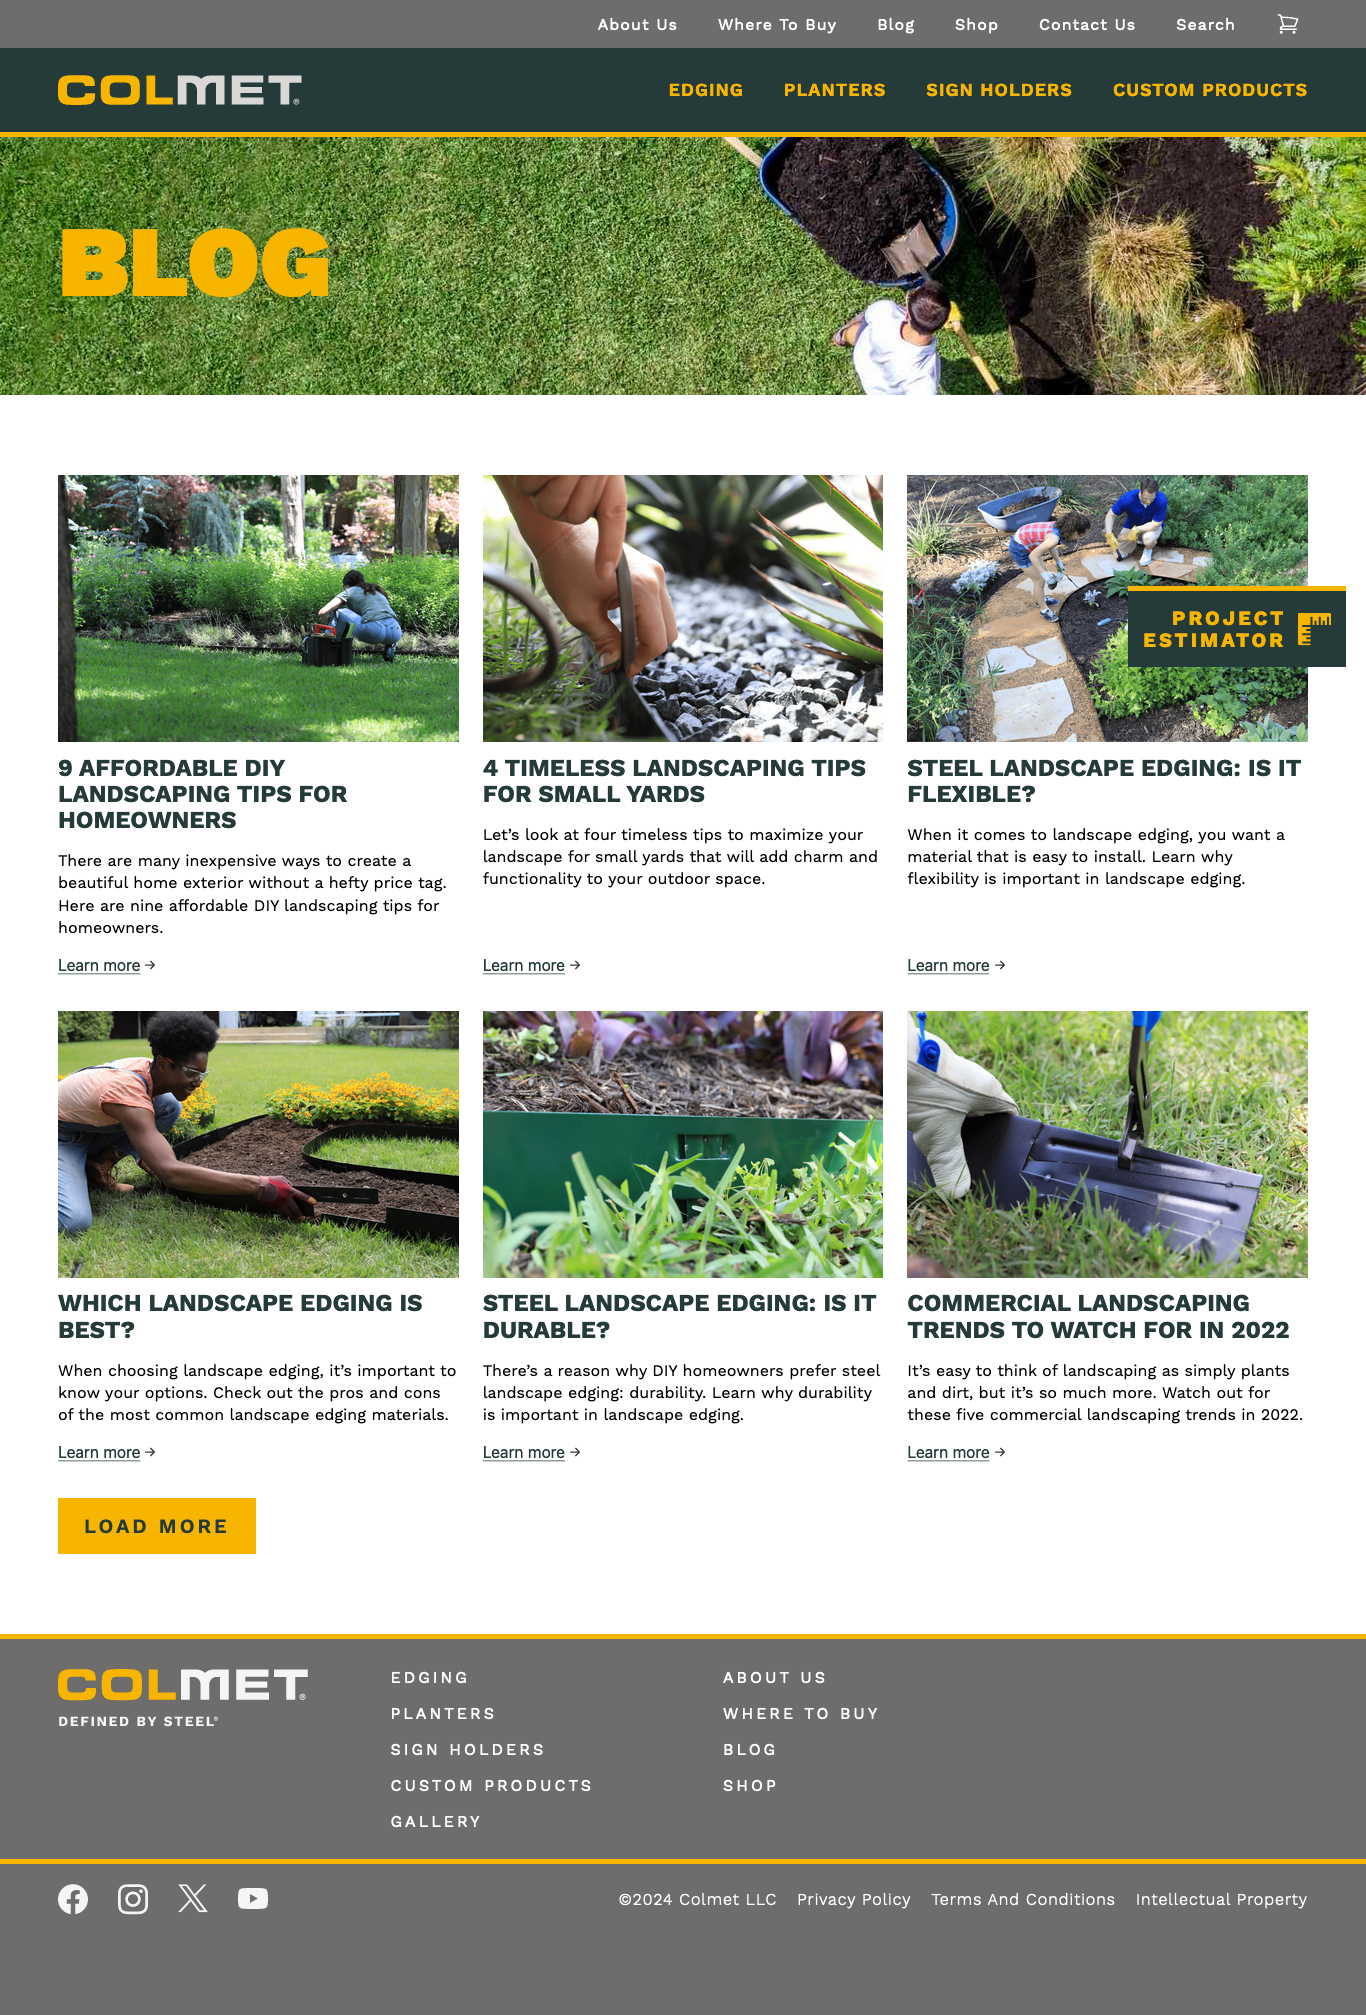 About Us Where To Buy Blog Shop Contact Us Search
COLMET®
EDGING PLANTERS SIGN HOLDERS CUSTOM PRODUCTS
BLOG
PROJECT
ESTIMATOR
9 AFFORDABLE DIY
LANDSCAPING TIPS FOR
HOMEOWNERS
There are many inexpensive ways to create a
beautiful home exterior without a hefty price tag.
Here are nine affordable DIY landscaping tips for
homeowners.
Learn more →
4 TIMELESS LANDSCAPING TIPS
FOR SMALL YARDS
Let’s look at four timeless tips to maximize your
landscape for small yards that will add charm and
functionality to your outdoor space.
Learn more →
STEEL LANDSCAPE EDGING: IS IT
FLEXIBLE?
When it comes to landscape edging, you want a
material that is easy to install. Learn why
flexibility is important in landscape edging.
Learn more →
WHICH LANDSCAPE EDGING IS
BEST?
When choosing landscape edging, it’s important to
know your options. Check out the pros and cons
of the most common landscape edging materials.
Learn more →
STEEL LANDSCAPE EDGING: IS IT
DURABLE?
There’s a reason why DIY homeowners prefer steel
landscape edging: durability. Learn why durability
is important in landscape edging.
Learn more →
COMMERCIAL LANDSCAPING
TRENDS TO WATCH FOR IN 2022
It’s easy to think of landscaping as simply plants
and dirt, but it’s so much more. Watch out for
these five commercial landscaping trends in 2022.
Learn more →
LOAD MORE
COLMET®
DEFINED BY STEEL®
EDGING
PLANTERS
SIGN HOLDERS
CUSTOM PRODUCTS
GALLERY
ABOUT US
WHERE TO BUY
BLOG
SHOP
©2024 Colmet LLC Privacy Policy Terms And Conditions Intellectual Property